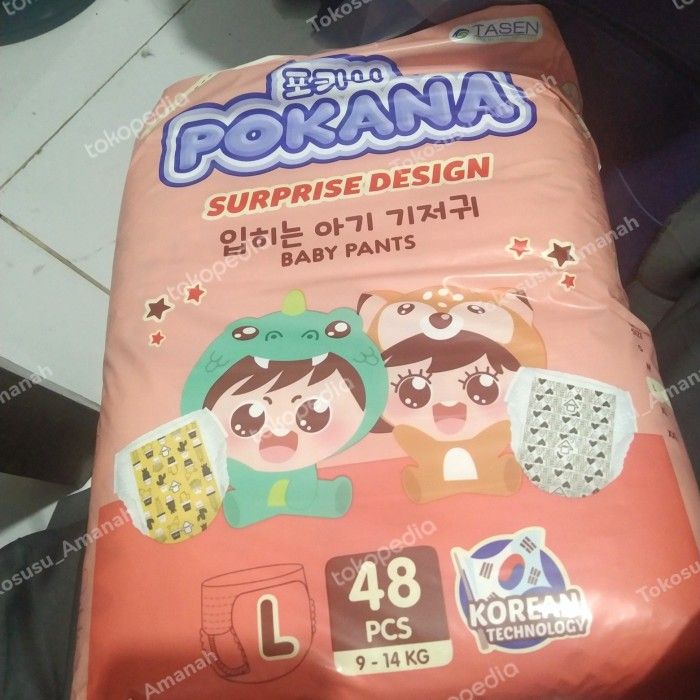 TASEN
포키나
POKANA
SURPRISE DESIGN
입히는 아기 기저귀
BABY PANTS
L
48
PCS
9 - 14 KG
KOREAN
TECHNOLOGY
tokopedia
Tokosusu_Amanah